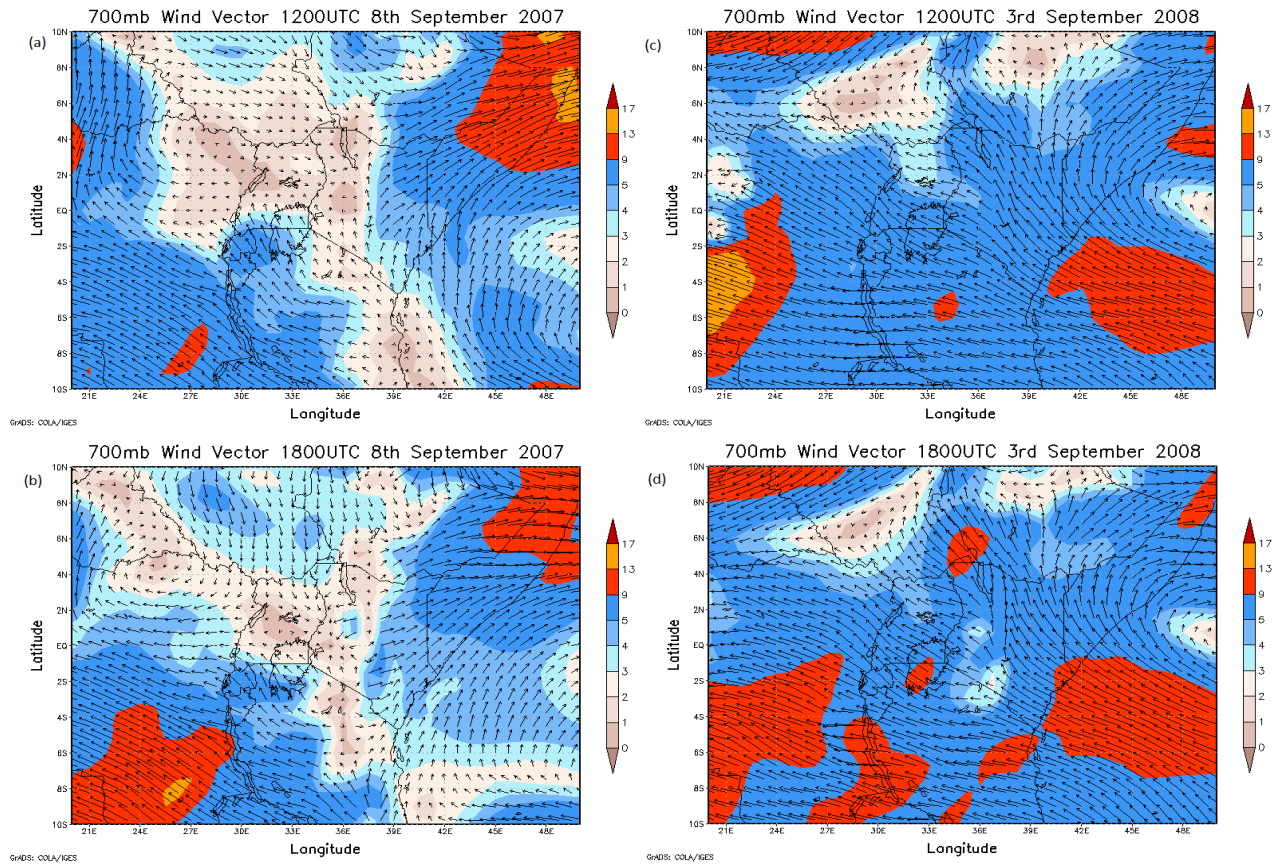 700mb Wind Vector 1200UTC 8th September 2007
(a)
10N
8N
6N
4N
2N
EQ
2S
4S
6S
8S
10S
Latitude
21E 24E 27E 30E 33E 36E 39E 42E 45E 48E
Longitude
17
13
9
5
4
3
2
1
0
GrADS: COLA/IGES
700mb Wind Vector 1200UTC 3rd September 2008
(c)
10N
8N
6N
4N
2N
EQ
2S
4S
6S
8S
10S
Latitude
21E 24E 27E 30E 33E 36E 39E 42E 45E 48E
Longitude
17
13
9
5
4
3
2
1
0
GrADS: COLA/IGES
700mb Wind Vector 1800UTC 8th September 2007
(b)
10N
8N
6N
4N
2N
EQ
2S
4S
6S
8S
10S
Latitude
21E 24E 27E 30E 33E 36E 39E 42E 45E 48E
Longitude
17
13
9
5
4
3
2
1
0
GrADS: COLA/IGES
700mb Wind Vector 1800UTC 3rd September 2008
(d)
10N
8N
6N
4N
2N
EQ
2S
4S
6S
8S
10S
Latitude
21E 24E 27E 30E 33E 36E 39E 42E 45E 48E
Longitude
17
13
9
5
4
3
2
1
0
GrADS: COLA/IGES